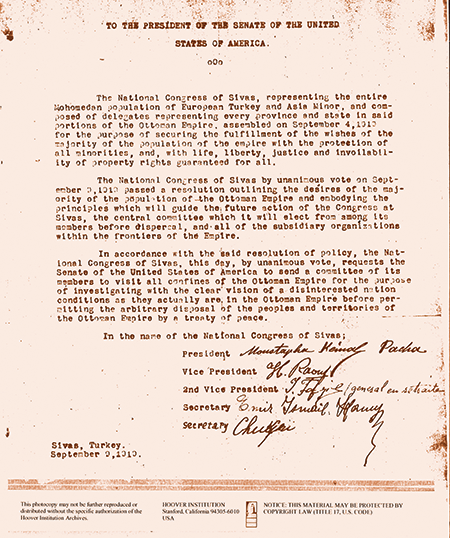 TO THE PRESIDENT OF THE SENATE OF THE UNITED
STATES OF AMERICA.
oOo
The National Congress of Sivas, representing the entire
Mohomedan population of European Turkey and Asia Minor, and com-
posed of delegates representing every province and state in said
portions of the Ottoman Empire, assembled on September 4,1919
for the purpose of securing the fulfillment of the wishes of the
majority of the population of the empire with the protection of
all minorities, and, with life, liberty, justice and inviolabil-
ity of property rights guaranteed for all.
The National Congress of Sivas by unanimous vote on Sept-
ember 9,1919 passed a resolution outlining the desires of the maj-
ority of the population of the Ottoman Empire and embodying the
principles which will guide the future action of the Congress at
Sivas, the central committee which it will elect from among its
members before dispersal, and all of the subsidiary organizations
within the frontiers of the Empire.
In accordance with the said resolution of policy, the Nat-
ional Congress of Sivas, this day, by unanimous vote, requests the
Senate of the United States of America to send a committee of its
members to visit all confines of the Ottoman Empire for the purpose
of investigating with the clear vision of a disinterested nation
conditions as they actually are in the Ottoman Empire before per-
mitting the arbitrary disposal of the peoples and territories of
the Ottoman Empire by a treaty of peace.
In the name of the National Congress of Sivas;
President Moustapha Kemal Pacha
Vice President H. Raouf
2nd Vice President général en retraite
Secretary Ismail
secretary
Sivas, Turkey.
September 9,1919.
This photocopy may not be further reproduced or
distributed without the specific authorization of the
Hoover Institution Archives.
HOOVER INSTITUTION
Stanford, California 94305-6010
USA
NOTICE: THIS MATERIAL MAY BE PROTECTED BY
COPYRIGHT LAW (TITLE 17, U.S. CODE)